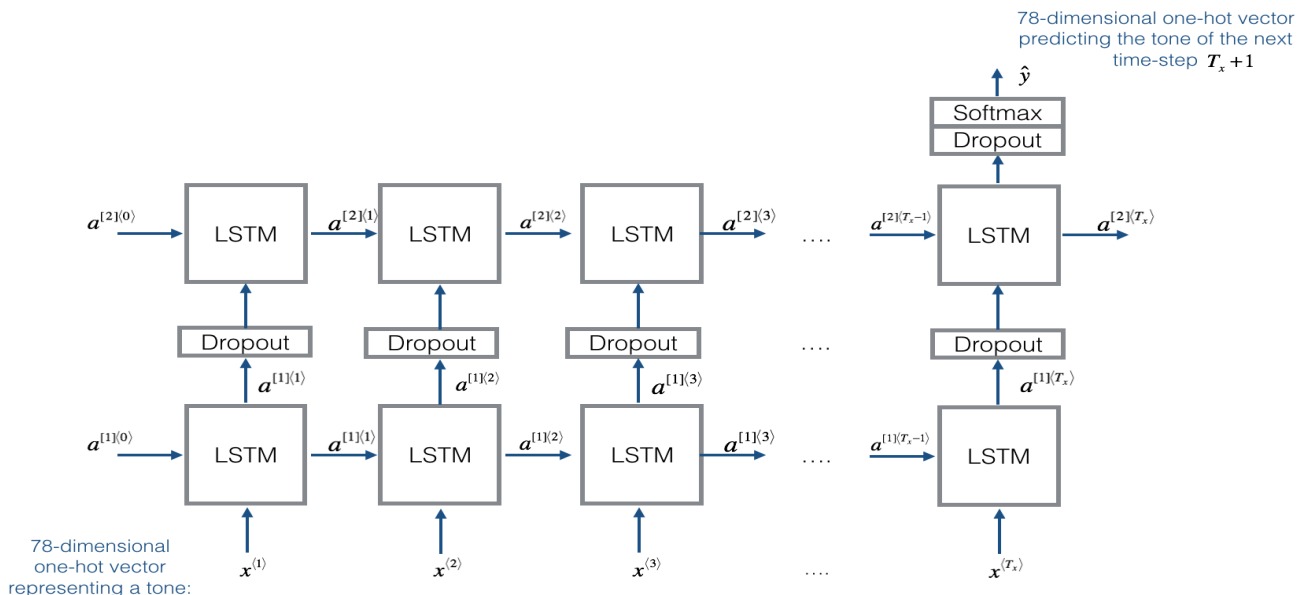 78-dimensional one-hot vector
predicting the tone of the next
time-step T_x + 1
ŷ
Softmax
Dropout
a^{[2]⟨0⟩} LSTM a^{[2]⟨1⟩} LSTM a^{[2]⟨2⟩} LSTM a^{[2]⟨3⟩} .... a^{[2]⟨T_x−1⟩} LSTM a^{[2]⟨T_x⟩}
Dropout Dropout Dropout .... Dropout
a^{[1]⟨1⟩} a^{[1]⟨2⟩} a^{[1]⟨3⟩} a^{[1]⟨T_x⟩}
a^{[1]⟨0⟩} LSTM a^{[1]⟨1⟩} LSTM a^{[1]⟨2⟩} LSTM a^{[1]⟨3⟩} .... a^{[1]⟨T_x−1⟩} LSTM
78-dimensional
one-hot vector
representing a tone:
x^{⟨1⟩} x^{⟨2⟩} x^{⟨3⟩} .... x^{⟨T_x⟩}